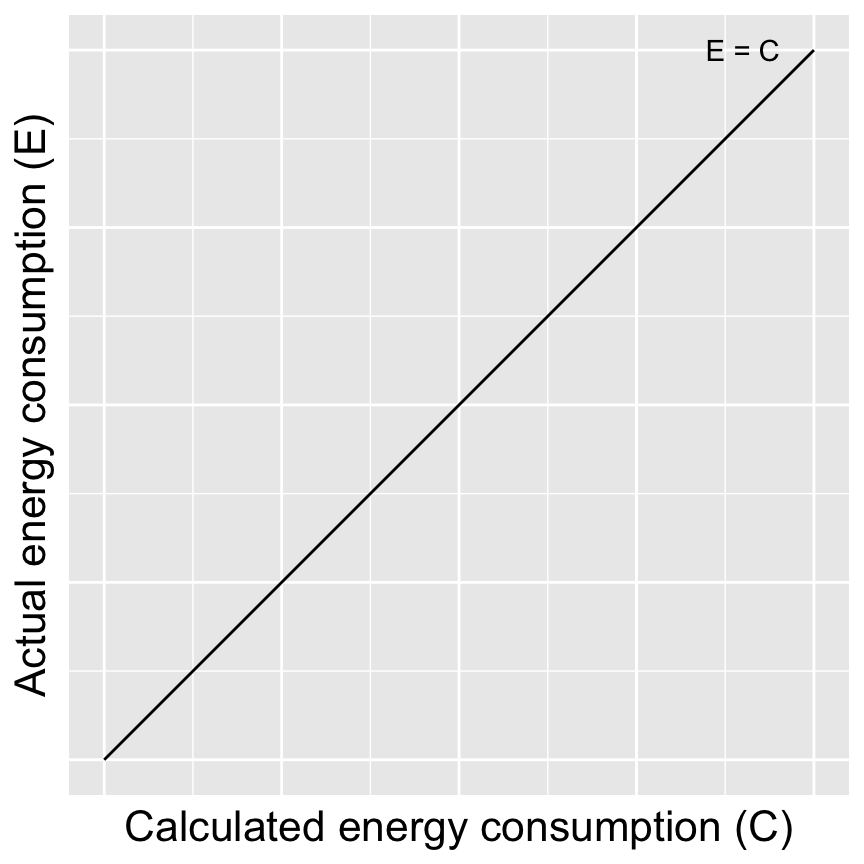 E = C
Actual energy consumption (E)
Calculated energy consumption (C)